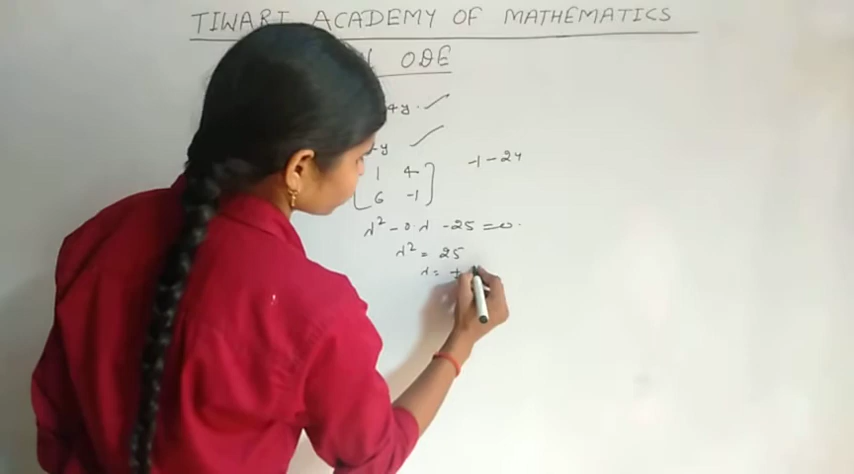 TIWARI ACADEMY OF MATHEMATICS
ODE
4y.
-y
1 4
6 -1
-1-24
λ² - 0·λ - 25 = 0.
λ² = 25
λ = +